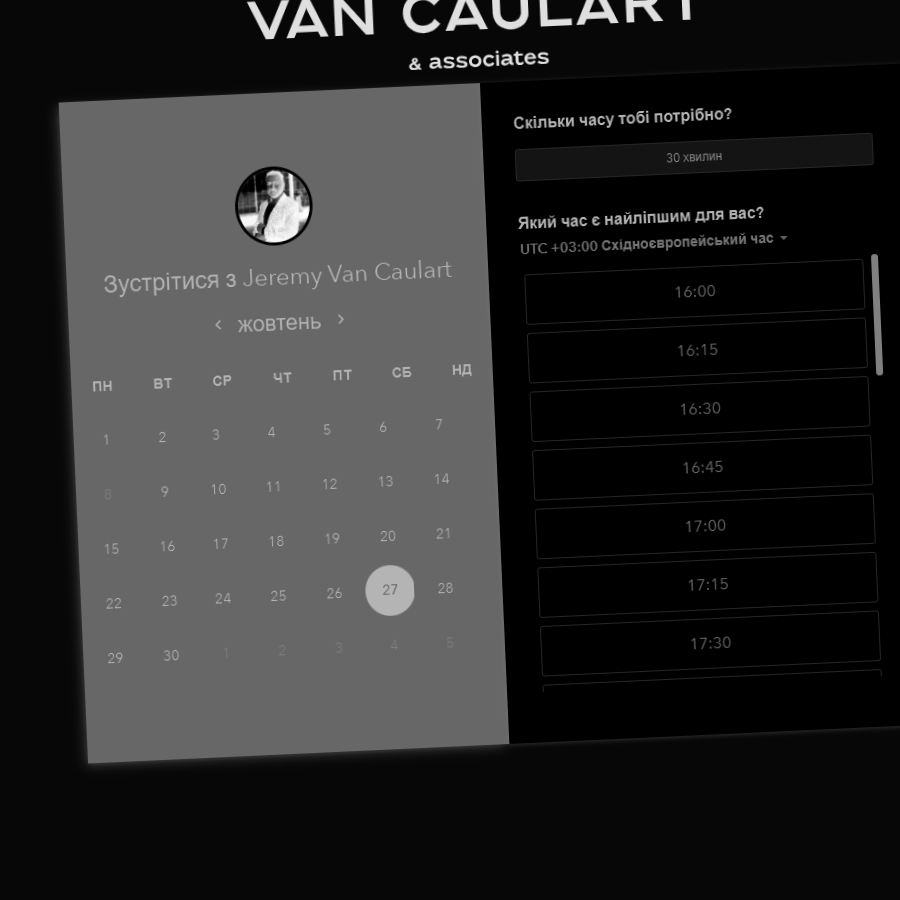 VAN CAULART
& associates
Зустрітися з Jeremy Van Caulart
жовтень
ПН ВТ СР ЧТ ПТ СБ НД
1 2 3 4 5 6 7
8 9 10 11 12 13 14
15 16 17 18 19 20 21
22 23 24 25 26 27 28
29 30 1 2 3 4 5
Скільки часу тобі потрібно?
30 хвилин
Який час є найліпшим для вас?
UTC +03:00 Східноєвропейський час
16:00
16:15
16:30
16:45
17:00
17:15
17:30